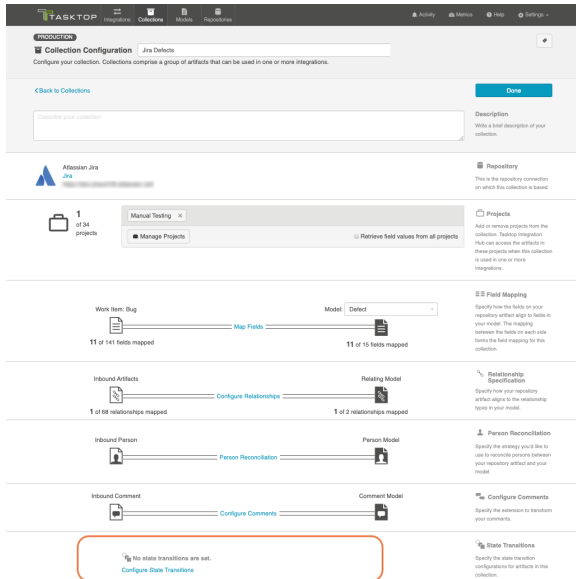 TASKTOP
Integrations
Collections
Models
Repositories
Activity
Metrics
Help
Settings
PRODUCTION
Collection Configuration
Jira Defects
Configure your collection. Collections comprise a group of artifacts that can be used in one or more integrations.
Back to Collections
Done
Describe your collection
Description
Write a brief description of your
collection.
Atlassian Jira
Jira
Repository
This is the repository connection
on which this collection is based.
1
of 34
projects
Manual Testing ×
Manage Projects
Retrieve field values from all projects
Projects
Add or remove projects from the
collection. Tasktop Integration
Hub can access the artifacts in
these projects when this collection
is used in one or more
integrations.
Work Item: Bug
Map Fields
Model: Defect
11 of 141 fields mapped
11 of 15 fields mapped
Field Mapping
Specify how the fields on your
repository artifact align to fields in
your model. The mapping
between the fields on each side
forms the field mapping for this
collection.
Inbound Artifacts
Configure Relationships
Relating Model
1 of 68 relationships mapped
1 of 2 relationships mapped
Relationship
Specification
Specify how your repository
artifact aligns to the relationship
types in your model.
Inbound Person
Person Reconciliation
Person Model
Person Reconciliation
Specify the strategy you'd like to
use to reconcile persons between
your repository artifact and your
model.
Inbound Comment
Configure Comments
Comment Model
Configure Comments
Specify the extension to transform
your comments.
No state transitions are set.
Configure State Transitions
State Transitions
Specify the state transition
configurations for artifacts in this
collection.